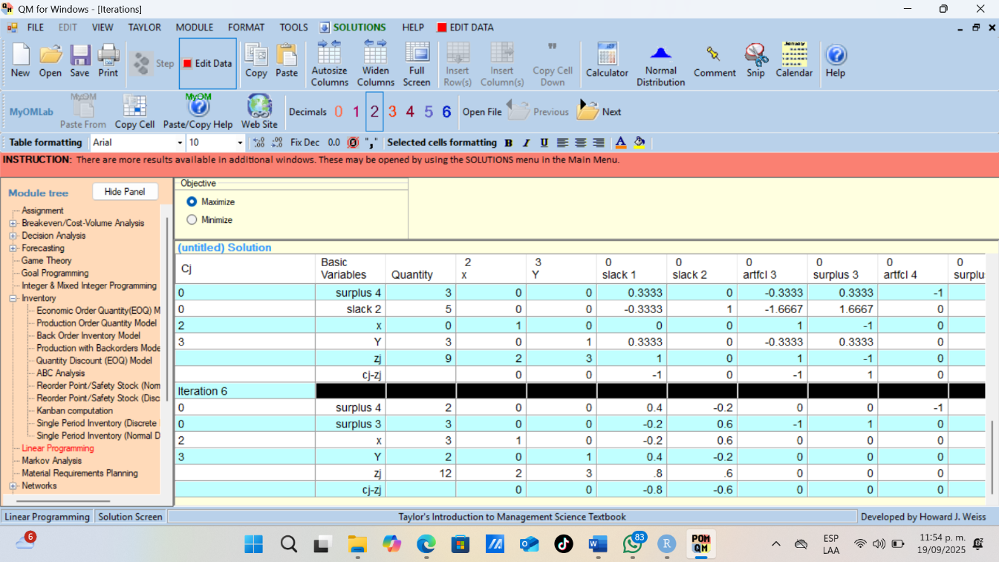 QM for Windows - [Iterations]
FILE EDIT VIEW TAYLOR MODULE FORMAT TOOLS SOLUTIONS HELP EDIT DATA
New Open Save Print Step Edit Data Copy Paste Autosize Columns Widen Columns Full Screen Insert Row(s) Insert Column(s) Copy Cell Down Calculator Normal Distribution Comment Snip Calendar Help
MyOMLab Paste From Copy Cell Paste/Copy Help Web Site Decimals 0 1 2 3 4 5 6 Open File Previous Next
Table formatting Arial 10 Fix Dec 0.0 Selected cells formatting B I U A
INSTRUCTION: There are more results available in additional windows. These may be opened by using the SOLUTIONS menu in the Main Menu.
Module tree Hide Panel
Assignment
Breakeven/Cost-Volume Analysis
Decision Analysis
Forecasting
Game Theory
Goal Programming
Integer & Mixed Integer Programming
Inventory
Economic Order Quantity(EOQ) M
Production Order Quantity Model
Back Order Inventory Model
Production with Backorders Mode
Quantity Discount (EOQ) Model
ABC Analysis
Reorder Point/Safety Stock (Nom
Reorder Point/Safety Stock (Disc
Kanban computation
Single Period Inventory (Discrete
Single Period Inventory (Normal D
Linear Programming
Markov Analysis
Material Requirements Planning
Networks
Objective
Maximize
Minimize
(untitled) Solution
Cj Basic Variables Quantity 2 x 3 Y 0 slack 1 0 slack 2 0 artfcl 3 0 surplus 3 0 artfcl 4 0 surplu
0 surplus 4 3 0 0 0.3333 0 -0.3333 0.3333 -1
0 slack 2 5 0 0 -0.3333 1 -1.6667 1.6667 0
2 x 0 1 0 0 0 1 -1 0
3 Y 3 0 1 0.3333 0 -0.3333 0.3333 0
zj 9 2 3 1 0 1 -1 0
cj-zj 0 0 -1 0 -1 1 0
Iteration 6
0 surplus 4 2 0 0 0.4 -0.2 0 0 -1
0 surplus 3 3 0 0 -0.2 0.6 -1 1 0
2 x 3 1 0 -0.2 0.6 0 0 0
3 Y 2 0 1 0.4 -0.2 0 0 0
zj 12 2 3 .8 .6 0 0 0
cj-zj 0 0 -0.8 -0.6 0 0 0
Linear Programming Solution Screen Taylor's Introduction to Management Science Textbook Developed by Howard J. Weiss
6 83 POM QM ESP LAA 11:54 p. m. 19/09/2025